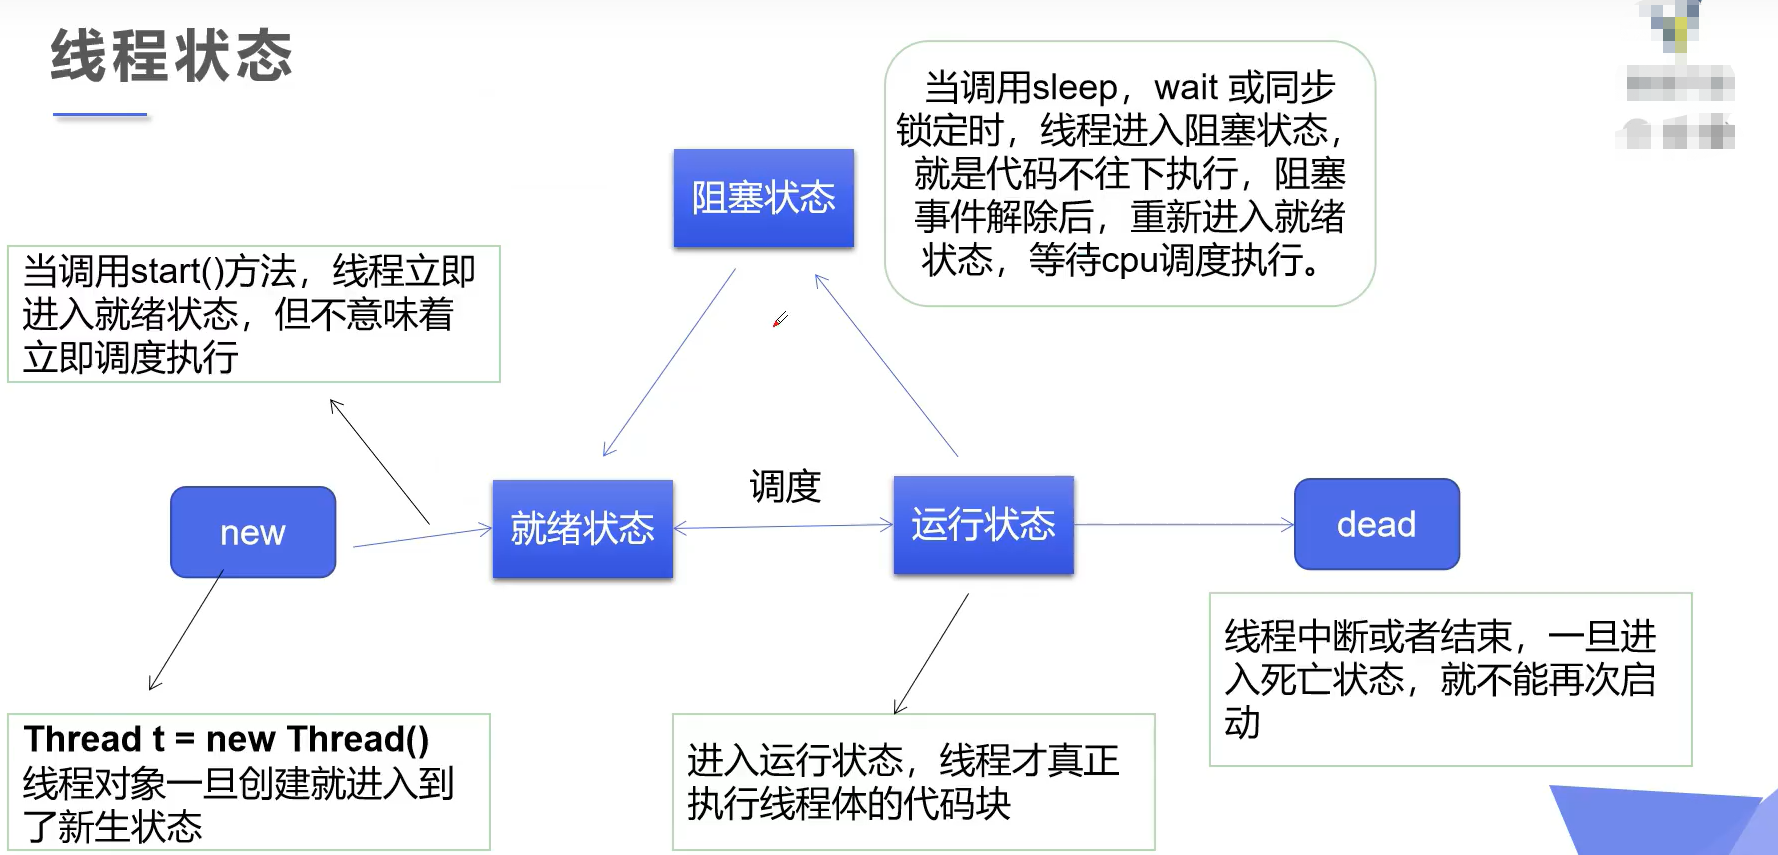 线程状态
当调用sleep，wait 或同步
锁定时，线程进入阻塞状态，
就是代码不往下执行，阻塞
事件解除后，重新进入就绪
状态，等待cpu调度执行。
阻塞状态
当调用start()方法，线程立即
进入就绪状态，但不意味着
立即调度执行
调度
new
就绪状态
运行状态
dead
线程中断或者结束，一旦进
入死亡状态，就不能再次启
动
Thread t = new Thread()
线程对象一旦创建就进入到
了新生状态
进入运行状态，线程才真正
执行线程体的代码块